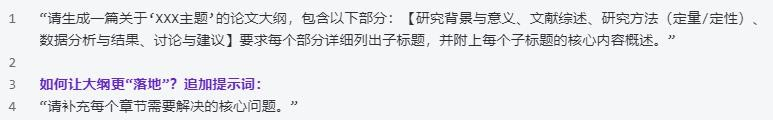 1 “请生成一篇关于‘XXX主题’的论文大纲，包含以下部分：【研究背景与意义、文献综述、研究方法（定量/定性）、
数据分析与结果、讨论与建议】要求每个部分详细列出子标题，并附上每个子标题的核心内容概述。”
2
3 如何让大纲更“落地”？追加提示词：
4 “请补充每个章节需要解决的核心问题。”